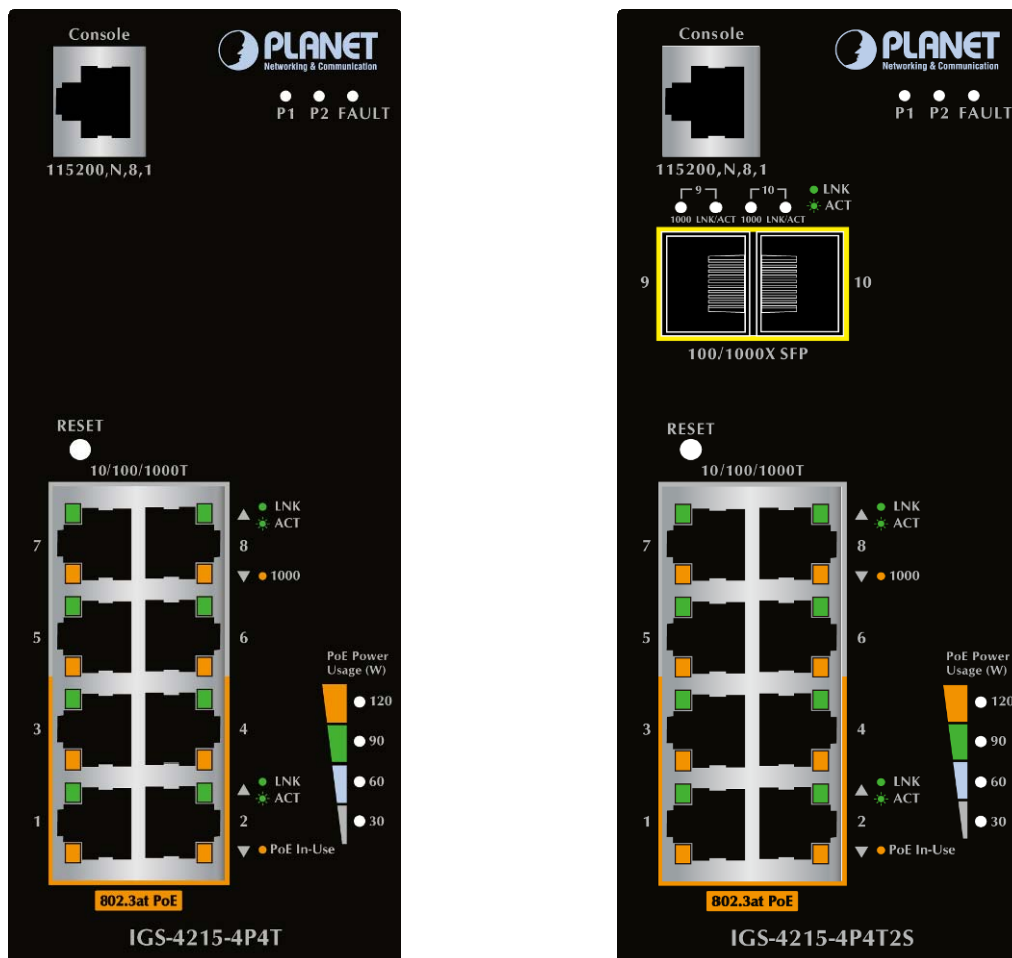 Console
PLANET
Networking & Communication
P1 P2 FAULT
115200,N,8,1
RESET
10/100/1000T
LNK
ACT
7
8
1000
5
6
PoE Power
Usage (W)
120
3
4
90
LNK
60
ACT
1
2
30
PoE In-Use
802.3at PoE
IGS-4215-4P4T
Console
PLANET
Networking & Communication
P1 P2 FAULT
115200,N,8,1
9 10 LNK
ACT
1000 LNK/ACT 1000 LNK/ACT
9
10
100/1000X SFP
RESET
10/100/1000T
LNK
ACT
7
8
1000
5
6
PoE Power
Usage (W)
120
3
4
90
LNK
60
ACT
1
2
30
PoE In-Use
802.3at PoE
IGS-4215-4P4T2S